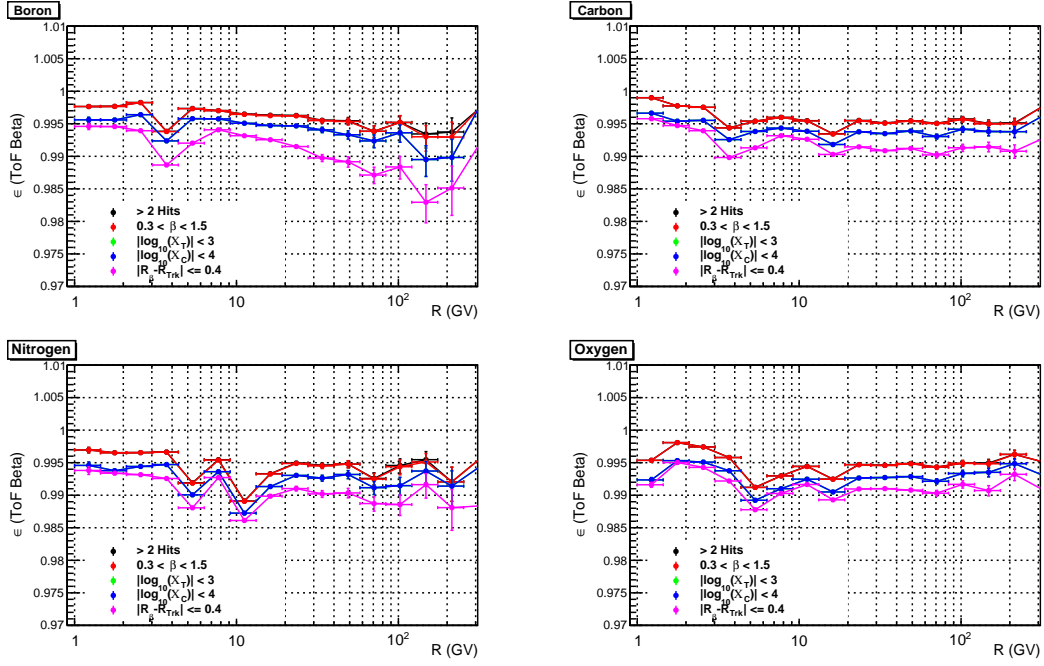 Boron
1.01
1.005
1
0.995
0.99
0.985
0.98
0.975
0.97
ϵ (ToF Beta)
> 2 Hits
0.3 < β < 1.5
|log10(XT)| < 3
|log10(XC)| < 4
|Rβ-RTrk| <= 0.4
1 10 10²
R (GV)
Carbon
1.01
1.005
1
0.995
0.99
0.985
0.98
0.975
0.97
ϵ (ToF Beta)
> 2 Hits
0.3 < β < 1.5
|log10(XT)| < 3
|log10(XC)| < 4
|Rβ-RTrk| <= 0.4
1 10 10²
R (GV)
Nitrogen
1.01
1.005
1
0.995
0.99
0.985
0.98
0.975
0.97
ϵ (ToF Beta)
> 2 Hits
0.3 < β < 1.5
|log10(XT)| < 3
|log10(XC)| < 4
|Rβ-RTrk| <= 0.4
1 10 10²
R (GV)
Oxygen
1.01
1.005
1
0.995
0.99
0.985
0.98
0.975
0.97
ϵ (ToF Beta)
> 2 Hits
0.3 < β < 1.5
|log10(XT)| < 3
|log10(XC)| < 4
|Rβ-RTrk| <= 0.4
1 10 10²
R (GV)